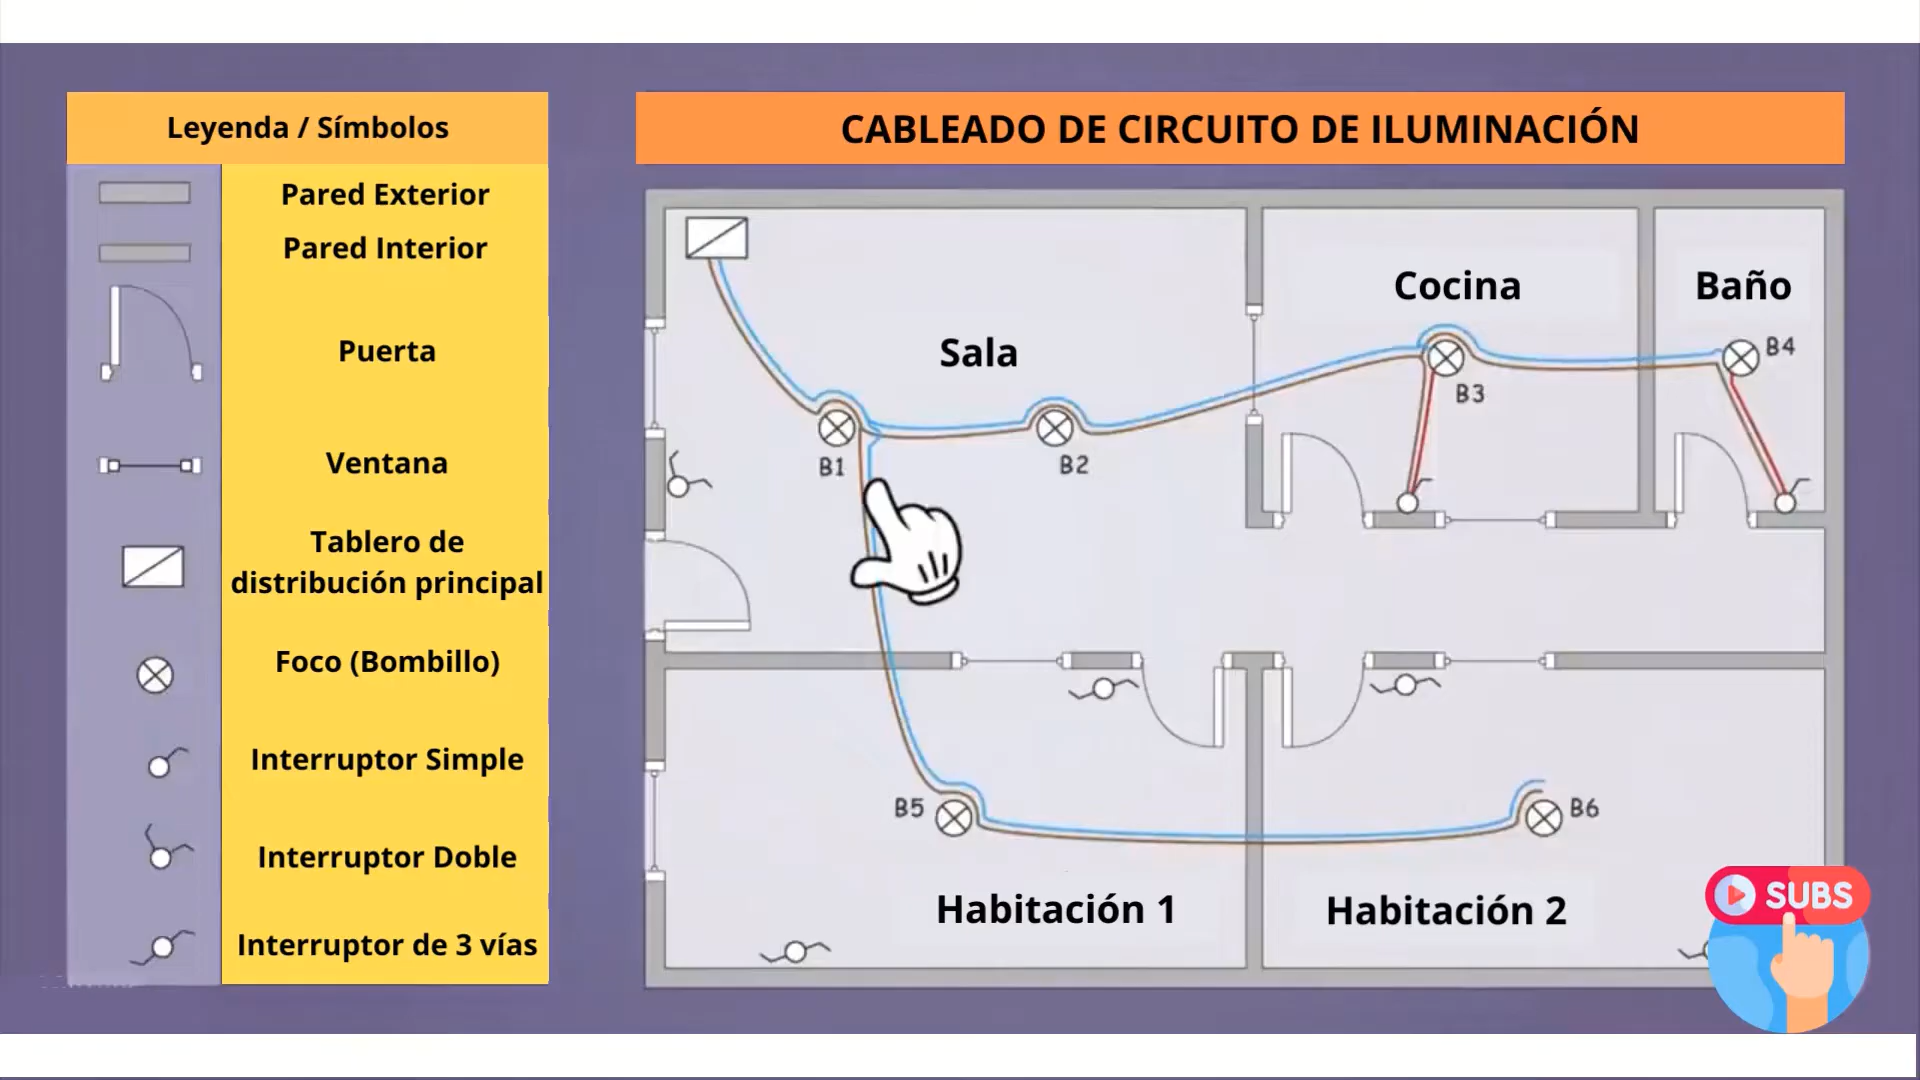 Leyenda / Símbolos
Pared Exterior
Pared Interior
Puerta
Ventana
Tablero de
distribución principal
Foco (Bombillo)
Interruptor Simple
Interruptor Doble
Interruptor de 3 vías
CABLEADO DE CIRCUITO DE ILUMINACIÓN
Cocina
Baño
Sala
B4
B3
B1
B2
B5
B6
Habitación 1
Habitación 2
SUBS